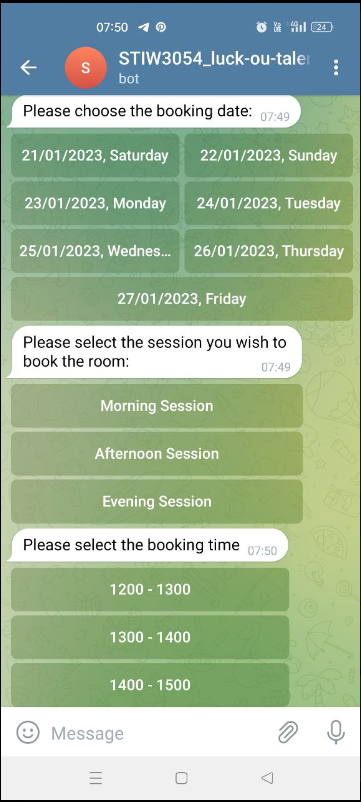 07:50
24
S
STIW3054_luck-ou-taler
bot
Please choose the booking date:
07:49
21/01/2023, Saturday
22/01/2023, Sunday
23/01/2023, Monday
24/01/2023, Tuesday
25/01/2023, Wednes...
26/01/2023, Thursday
27/01/2023, Friday
Please select the session you wish to
book the room:
07:49
Morning Session
Afternoon Session
Evening Session
Please select the booking time
07:50
1200 - 1300
1300 - 1400
1400 - 1500
Message